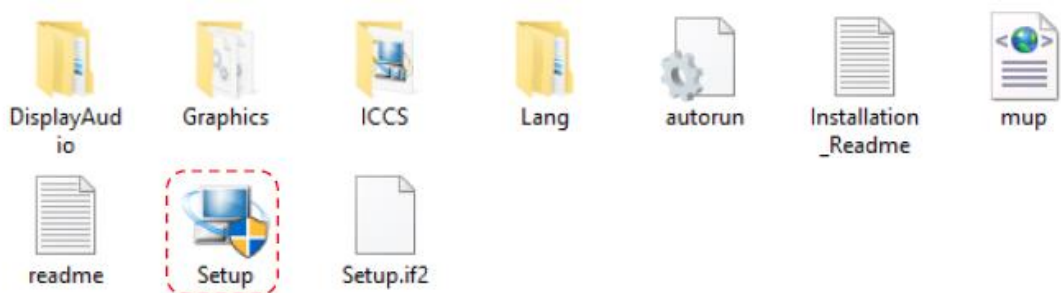 DisplayAud
io
Graphics
ICCS
Lang
autorun
Installation
_Readme
mup
readme
Setup
Setup.if2